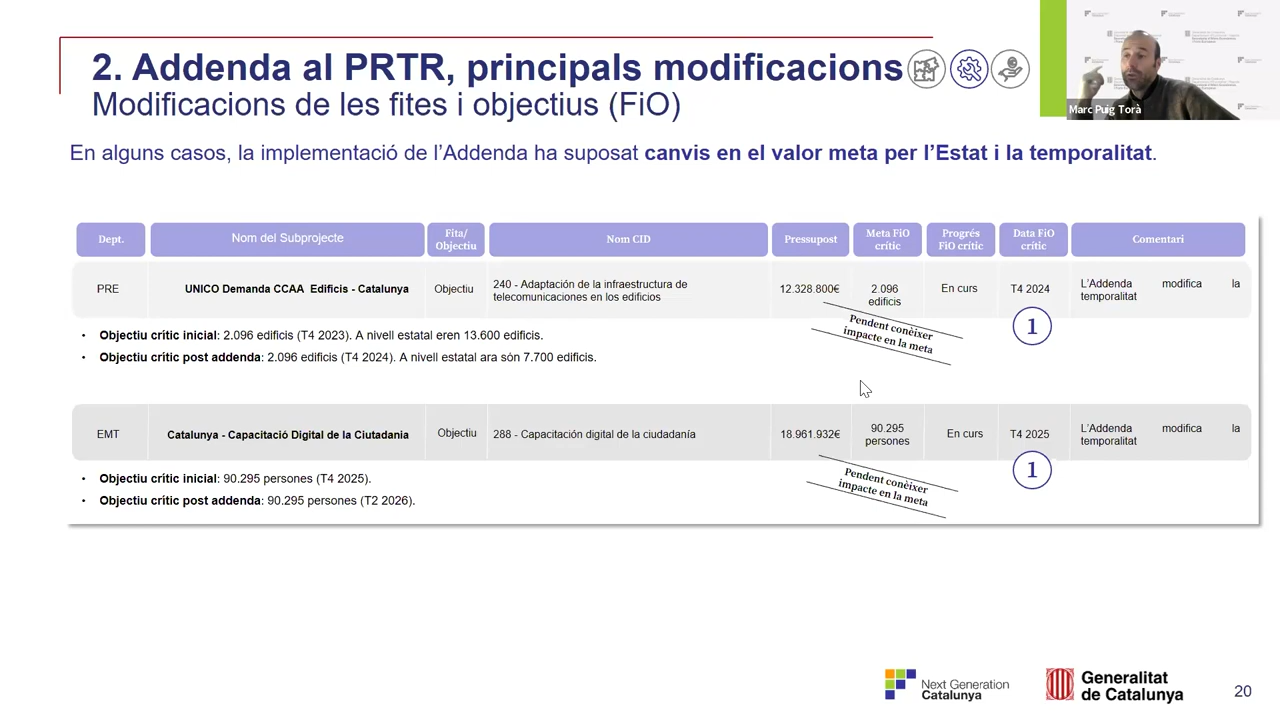 2. Addenda al PRTR, principals modificacions
Modificacions de les fites i objectius (FiO)
Marc Puig Torà
En alguns casos, la implementació de l'Addenda ha suposat canvis en el valor meta per l'Estat i la temporalitat.
Dept.
Nom del Subprojecte
Fita/
Objectiu
Nom CID
Pressupost
Meta FiO
crític
Progrés
FiO crític
Data FiO
crític
Comentari
PRE
UNICO Demanda CCAA Edificis - Catalunya
Objectiu
240 - Adaptación de la infraestructura de
telecomunicaciones en los edificios
12.328.800€
2.096
edificis
En curs
T4 2024
L'Addenda modifica la
temporalitat
Pendent conèixer
impacte en la meta
1
• Objectiu crític inicial: 2.096 edificis (T4 2023). A nivell estatal eren 13.600 edificis.
• Objectiu crític post addenda: 2.096 edificis (T4 2024). A nivell estatal ara són 7.700 edificis.
EMT
Catalunya - Capacitació Digital de la Ciutadania
Objectiu
288 - Capacitación digital de la ciudadanía
18.961.932€
90.295
persones
En curs
T4 2025
L'Addenda modifica la
temporalitat
Pendent conèixer
impacte en la meta
1
• Objectiu crític inicial: 90.295 persones (T4 2025).
• Objectiu crític post addenda: 90.295 persones (T2 2026).
Next Generation
Catalunya
Generalitat
de Catalunya
20